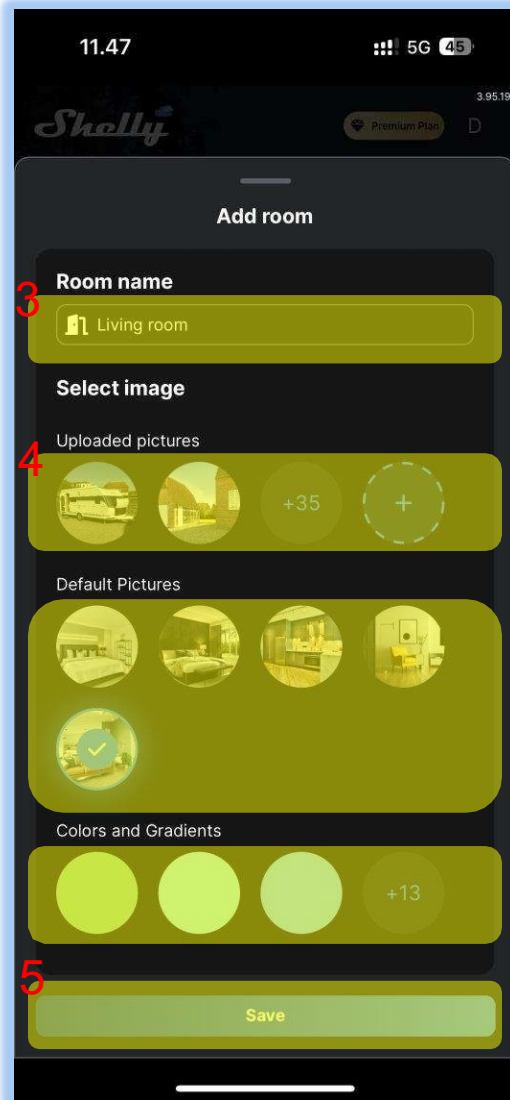 11.47 5G 45
3.95.19
Shelly Premium Plan D
Add room
Room name
3
Living room
Select image
Uploaded pictures
4
+35 +
Default Pictures
Colors and Gradients
+13
5
Save